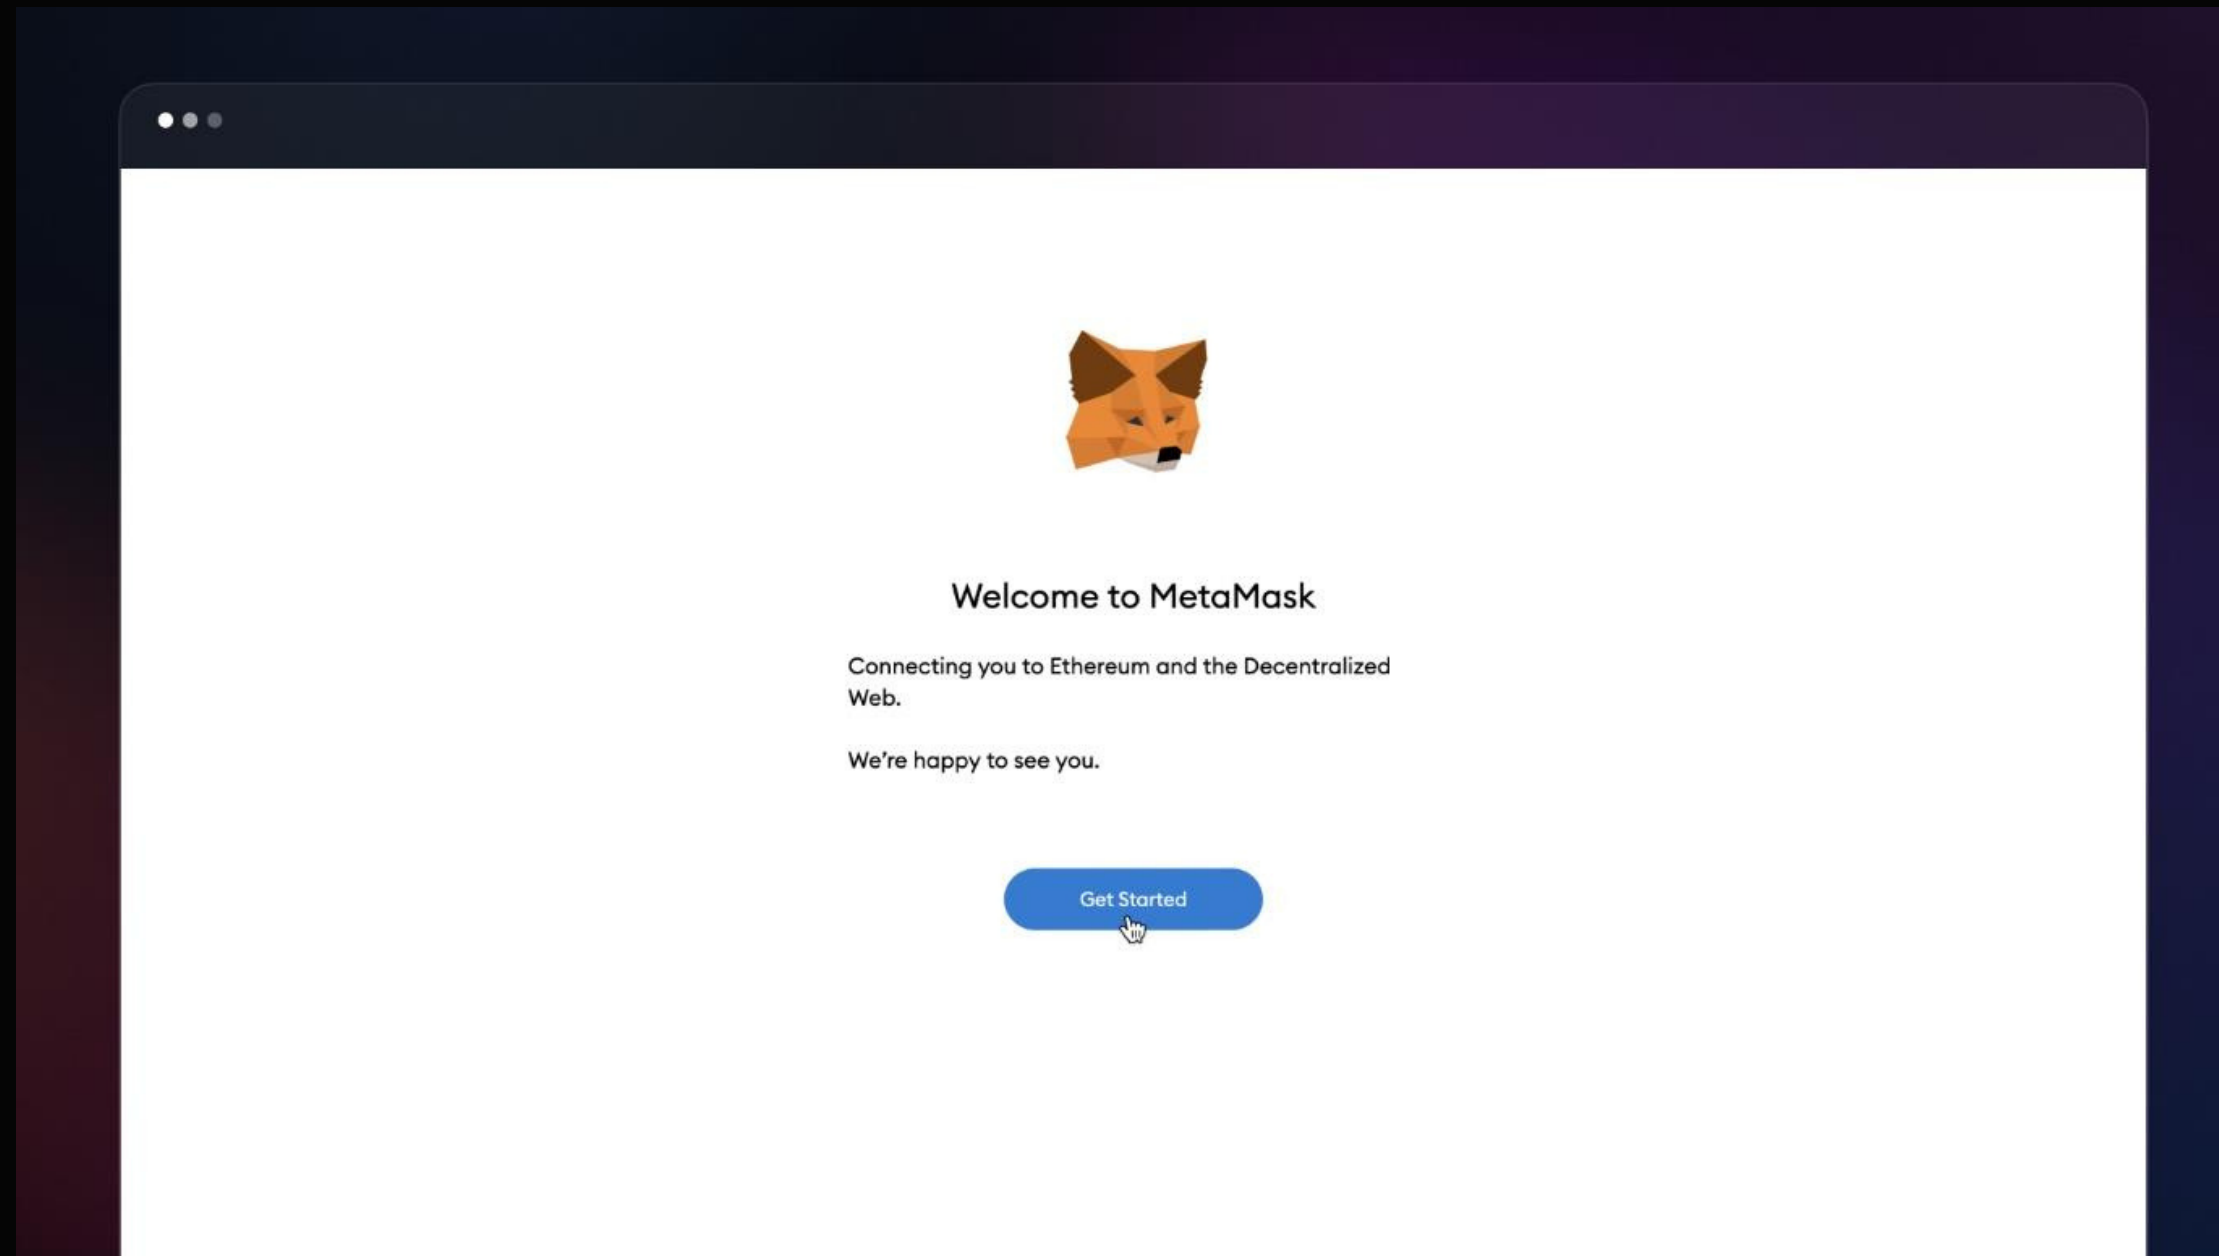 Welcome to MetaMask
Connecting you to Ethereum and the Decentralized
Web.
We're happy to see you.
Get Started